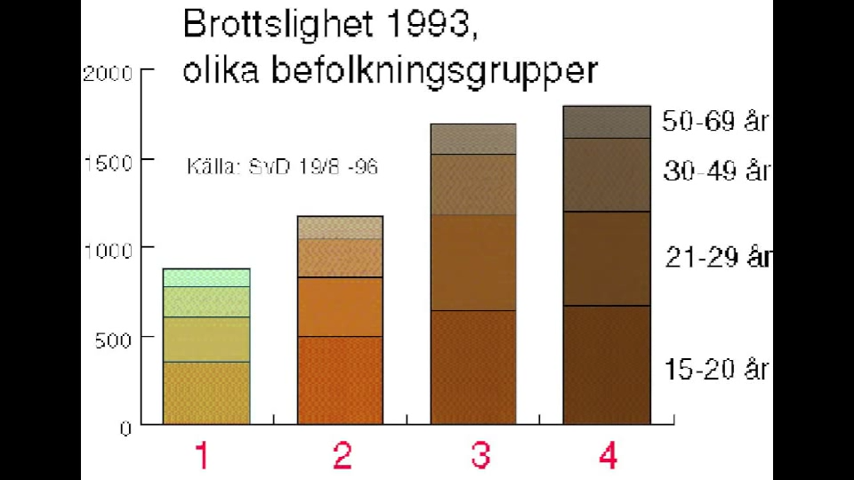 Brottslighet 1993,
olika befolkningsgrupper
2000
1500
1000
500
0
Källa: SvD 19/8 -96
50-69 år
30-49 år
21-29 år
15-20 år
1
2
3
4